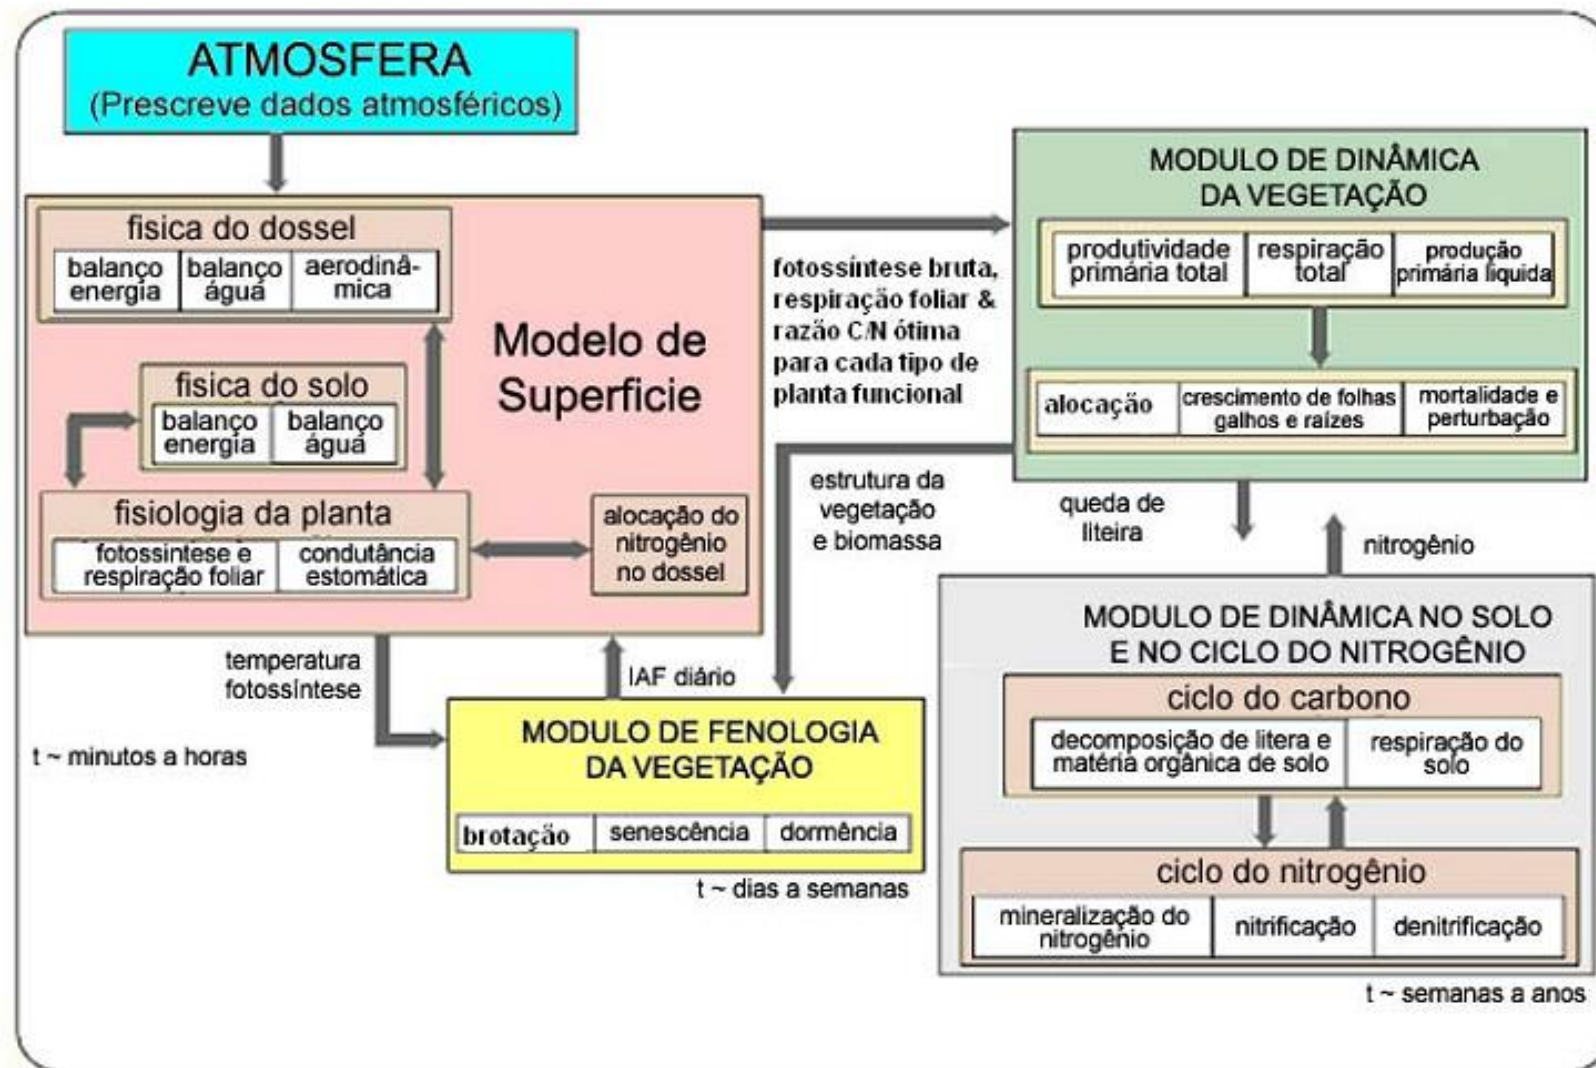 ATMOSFERA
(Prescreve dados atmosféricos)
fisica do dossel
balanço
energia
balanço
água
aerodinâ-
mica
Modelo de
Superficie
fisica do solo
balanço
energia
balanço
água
fisiologia da planta
fotossintese e
respiração foliar
condutância
estomática
alocação do
nitrogênio
no dossel
fotossíntese bruta,
respiração foliar &
razão C/N ótima
para cada tipo de
planta funcional
MODULO DE DINÂMICA
DA VEGETAÇÃO
produtividade
primária total
respiração
total
produção
primária liquida
alocação
crescimento de folhas
galhos e raízes
mortalidade e
perturbação
estrutura da
vegetação
e biomassa
queda de
liteira
nitrogênio
temperatura
fotossíntese
IAF diário
t ~ minutos a horas
MODULO DE FENOLOGIA
DA VEGETAÇÃO
brotação
senescência
dormência
t ~ dias a semanas
MODULO DE DINÂMICA NO SOLO
E NO CICLO DO NITROGÊNIO
ciclo do carbono
decomposição de litera e
matéria orgânica de solo
respiração do
solo
ciclo do nitrogênio
mineralização do
nitrogênio
nitrificação
denitrificação
t ~ semanas a anos